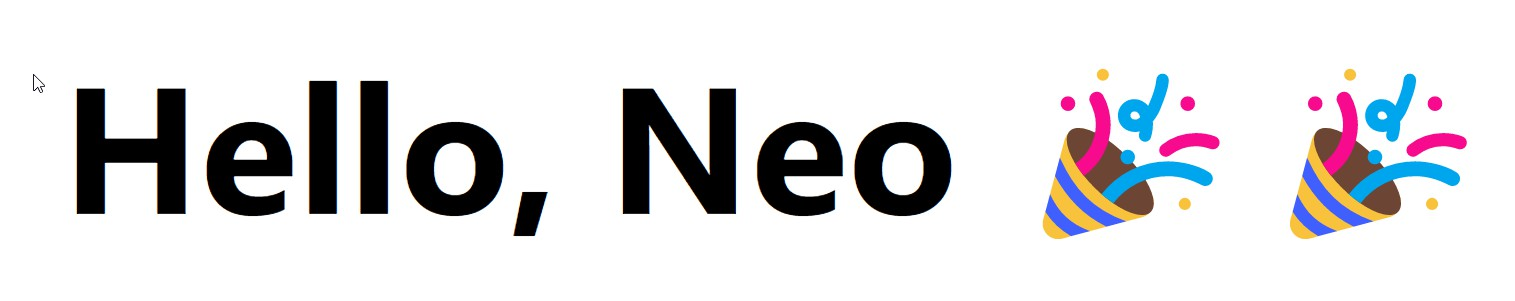 Hello, Neo 🎉 🎉